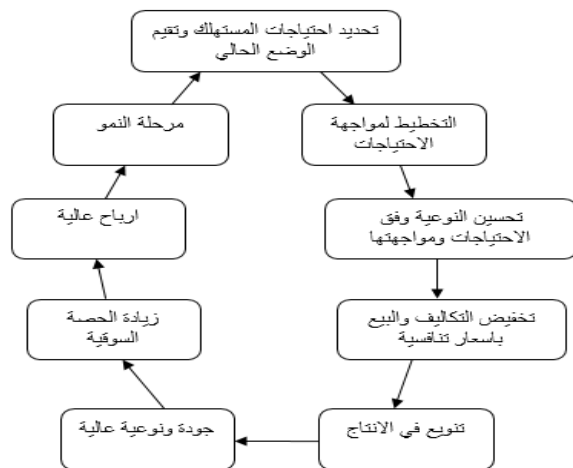 تحديد احتياجات المستهلك وتقيم
الوضع الحالي
التخطيط لمواجهة
الاحتياجات
تحسين النوعية وفق
الاحتياجات ومواجهتها
تخفيض التكاليف والبيع
باسعار تنافسية
تنويع في الانتاج
جودة ونوعية عالية
زيادة الحصة
السوقية
ارباح عالية
مرحلة النمو